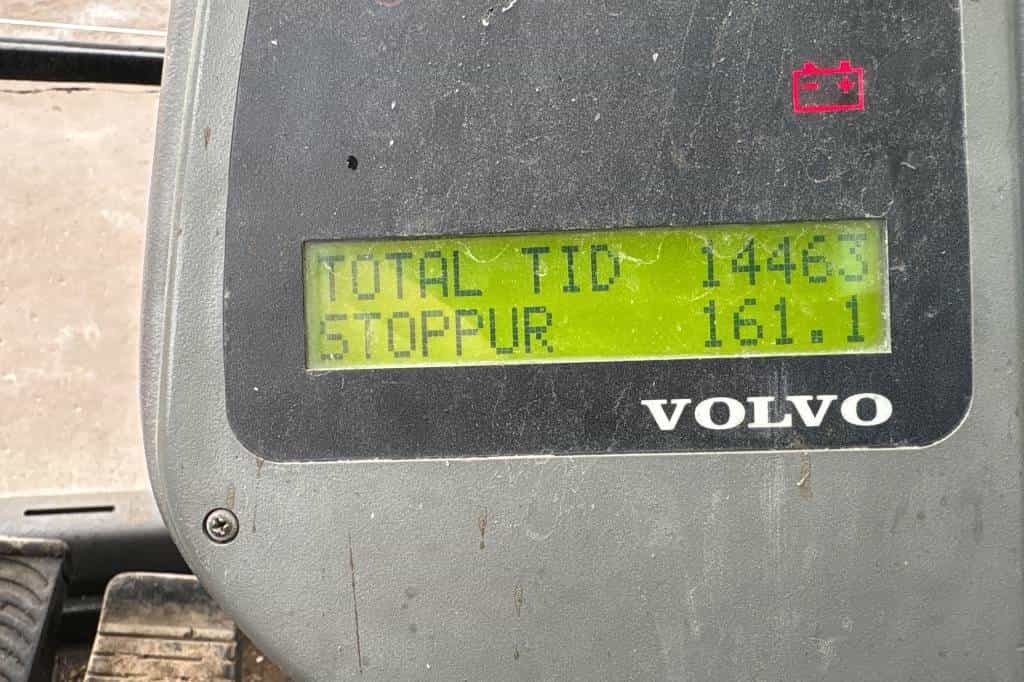 TOTAL TID 14463
STOPPUR 161.1
VOLVO